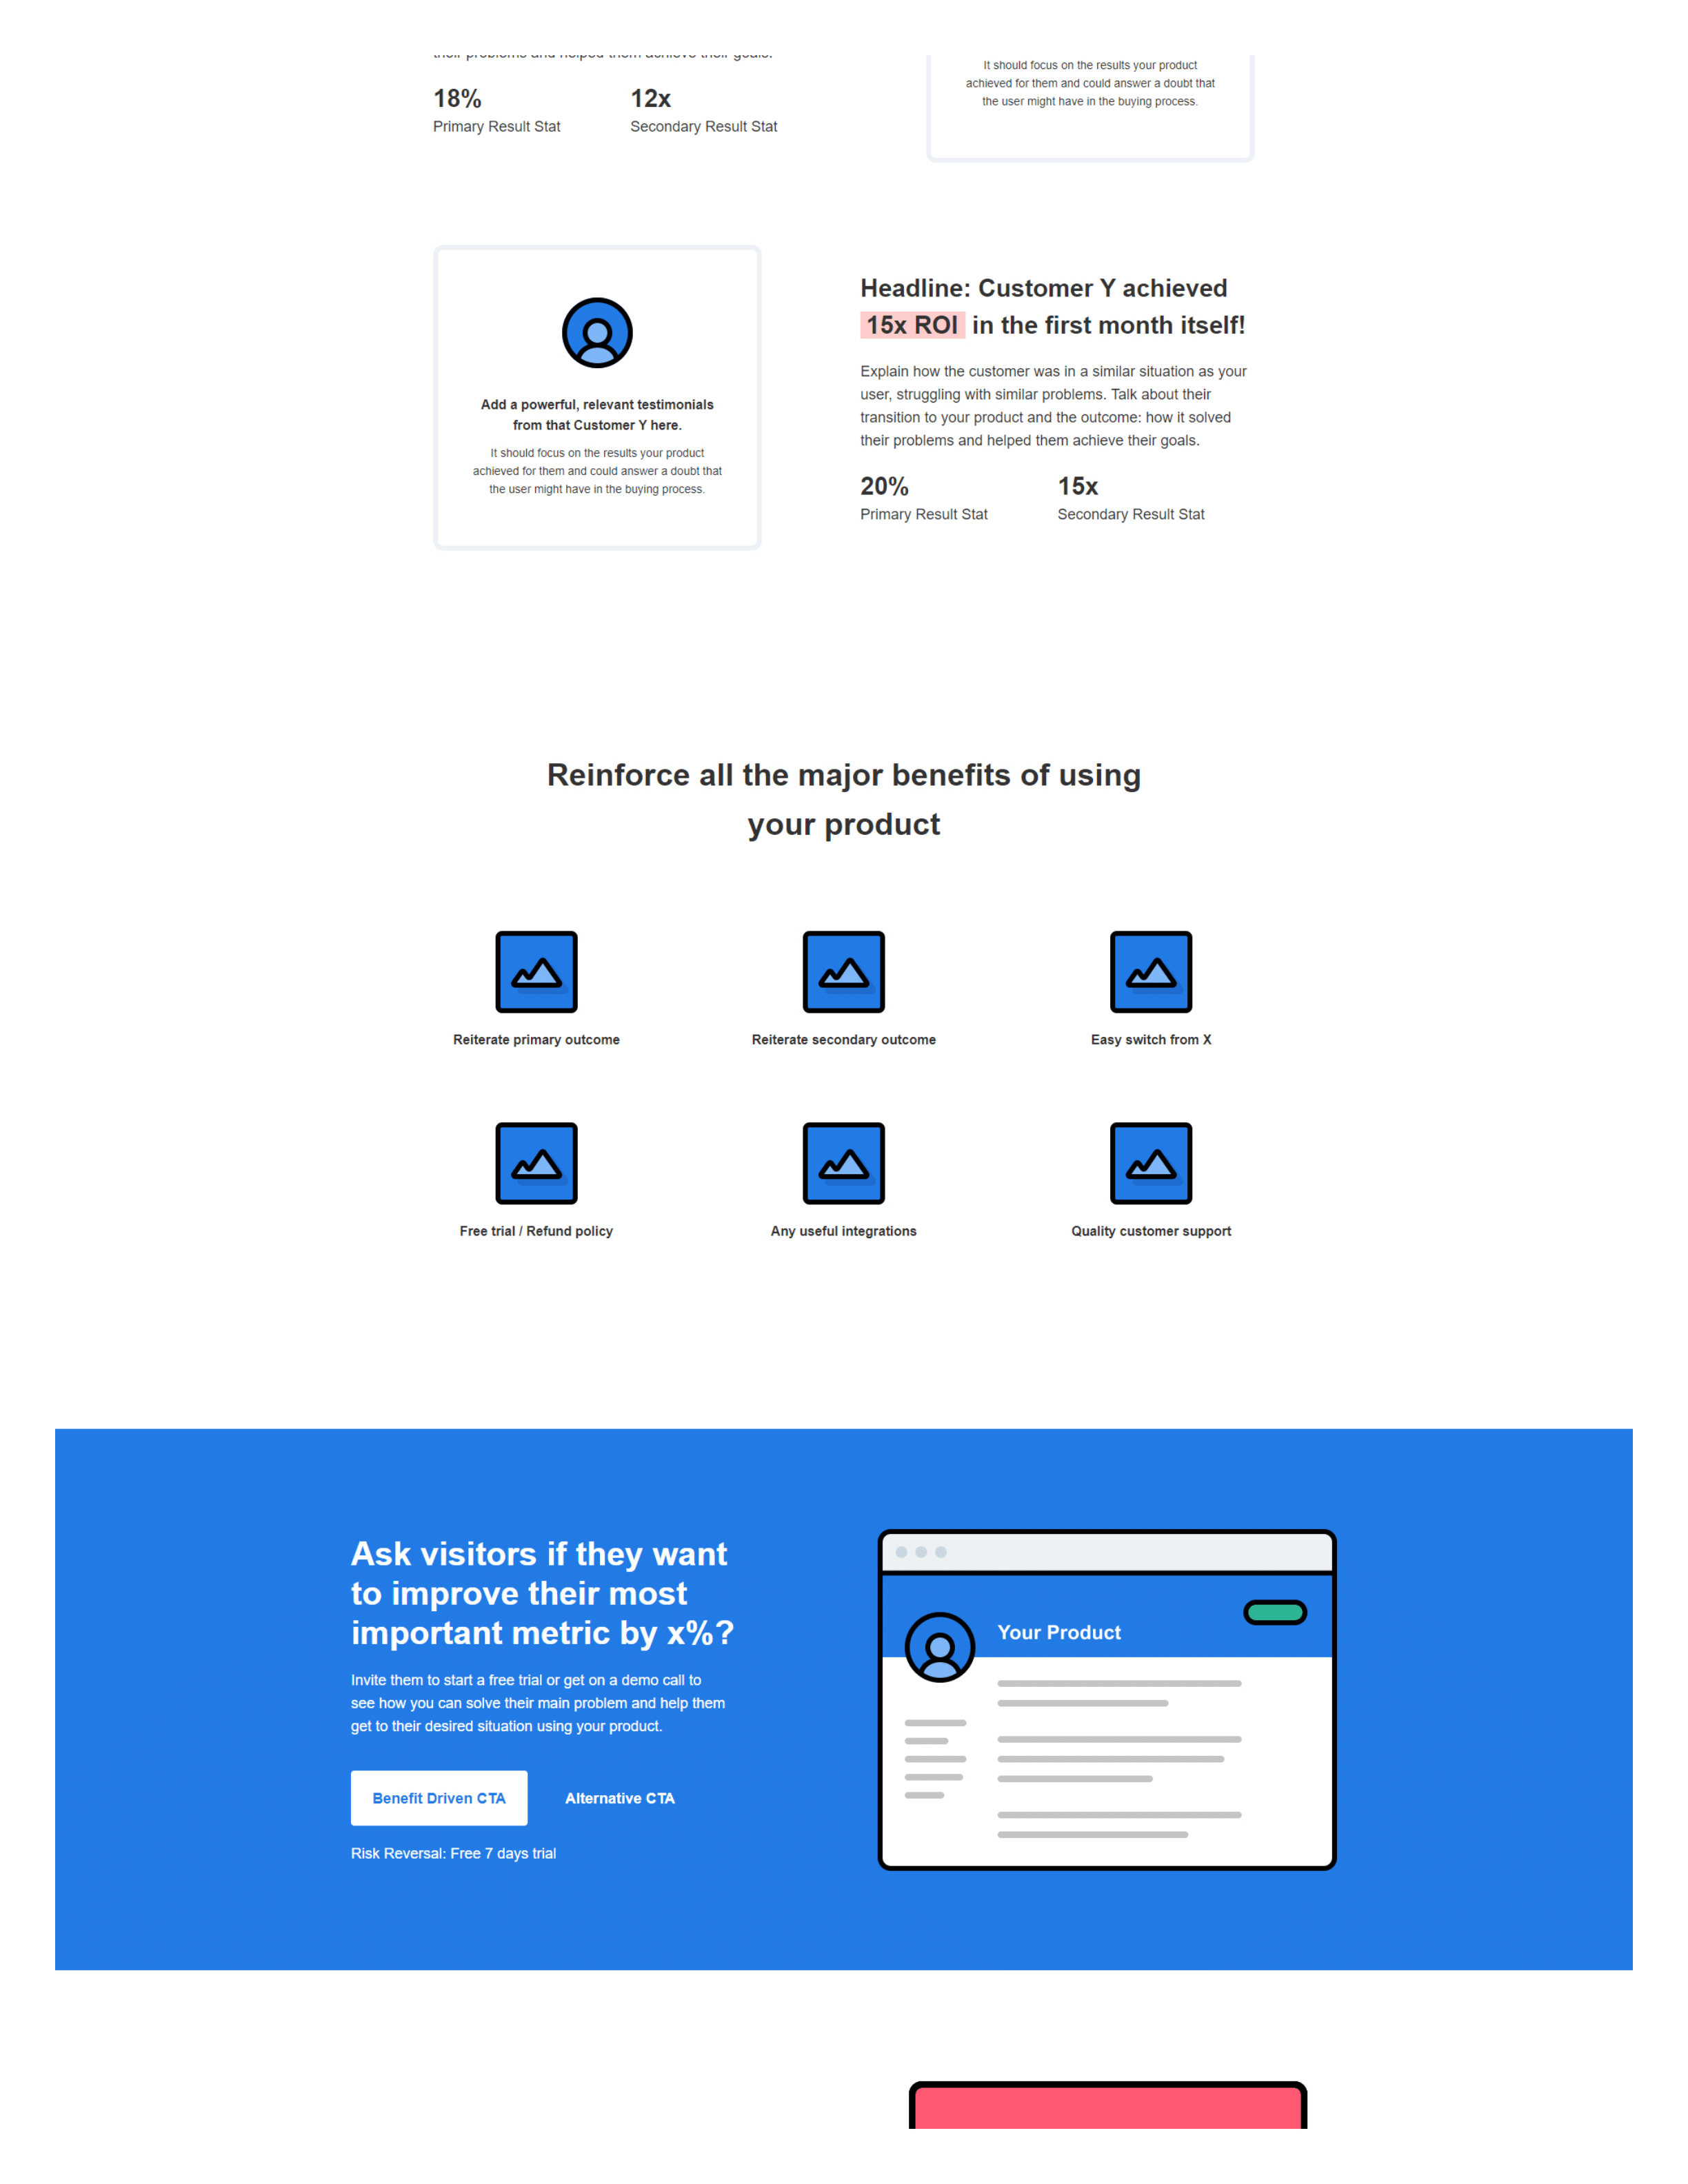 their problems and helped them achieve their goals.
18%
Primary Result Stat
12x
Secondary Result Stat
It should focus on the results your product
achieved for them and could answer a doubt that
the user might have in the buying process.
Add a powerful, relevant testimonials
from that Customer Y here.
It should focus on the results your product
achieved for them and could answer a doubt that
the user might have in the buying process.
Headline: Customer Y achieved
15x ROI in the first month itself!
Explain how the customer was in a similar situation as your
user, struggling with similar problems. Talk about their
transition to your product and the outcome: how it solved
their problems and helped them achieve their goals.
20%
Primary Result Stat
15x
Secondary Result Stat
Reinforce all the major benefits of using
your product
Reiterate primary outcome
Reiterate secondary outcome
Easy switch from X
Free trial / Refund policy
Any useful integrations
Quality customer support
Ask visitors if they want
to improve their most
important metric by x%?
Invite them to start a free trial or get on a demo call to
see how you can solve their main problem and help them
get to their desired situation using your product.
Benefit Driven CTA
Alternative CTA
Risk Reversal: Free 7 days trial
Your Product